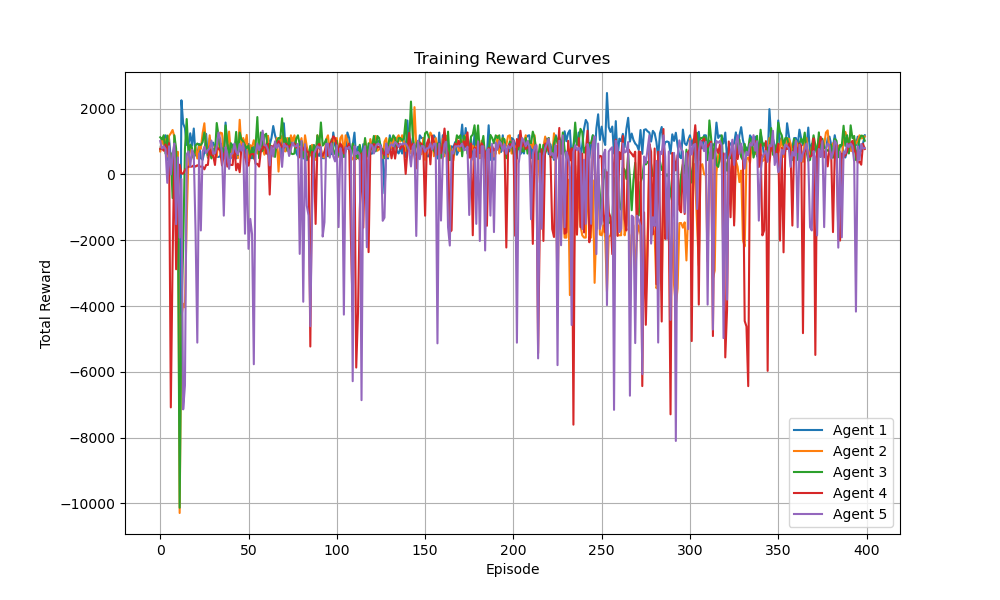 Training Reward Curves
Total Reward
2000
0
−2000
−4000
−6000
−8000
−10000
0 50 100 150 200 250 300 350 400
Episode
Agent 1
Agent 2
Agent 3
Agent 4
Agent 5